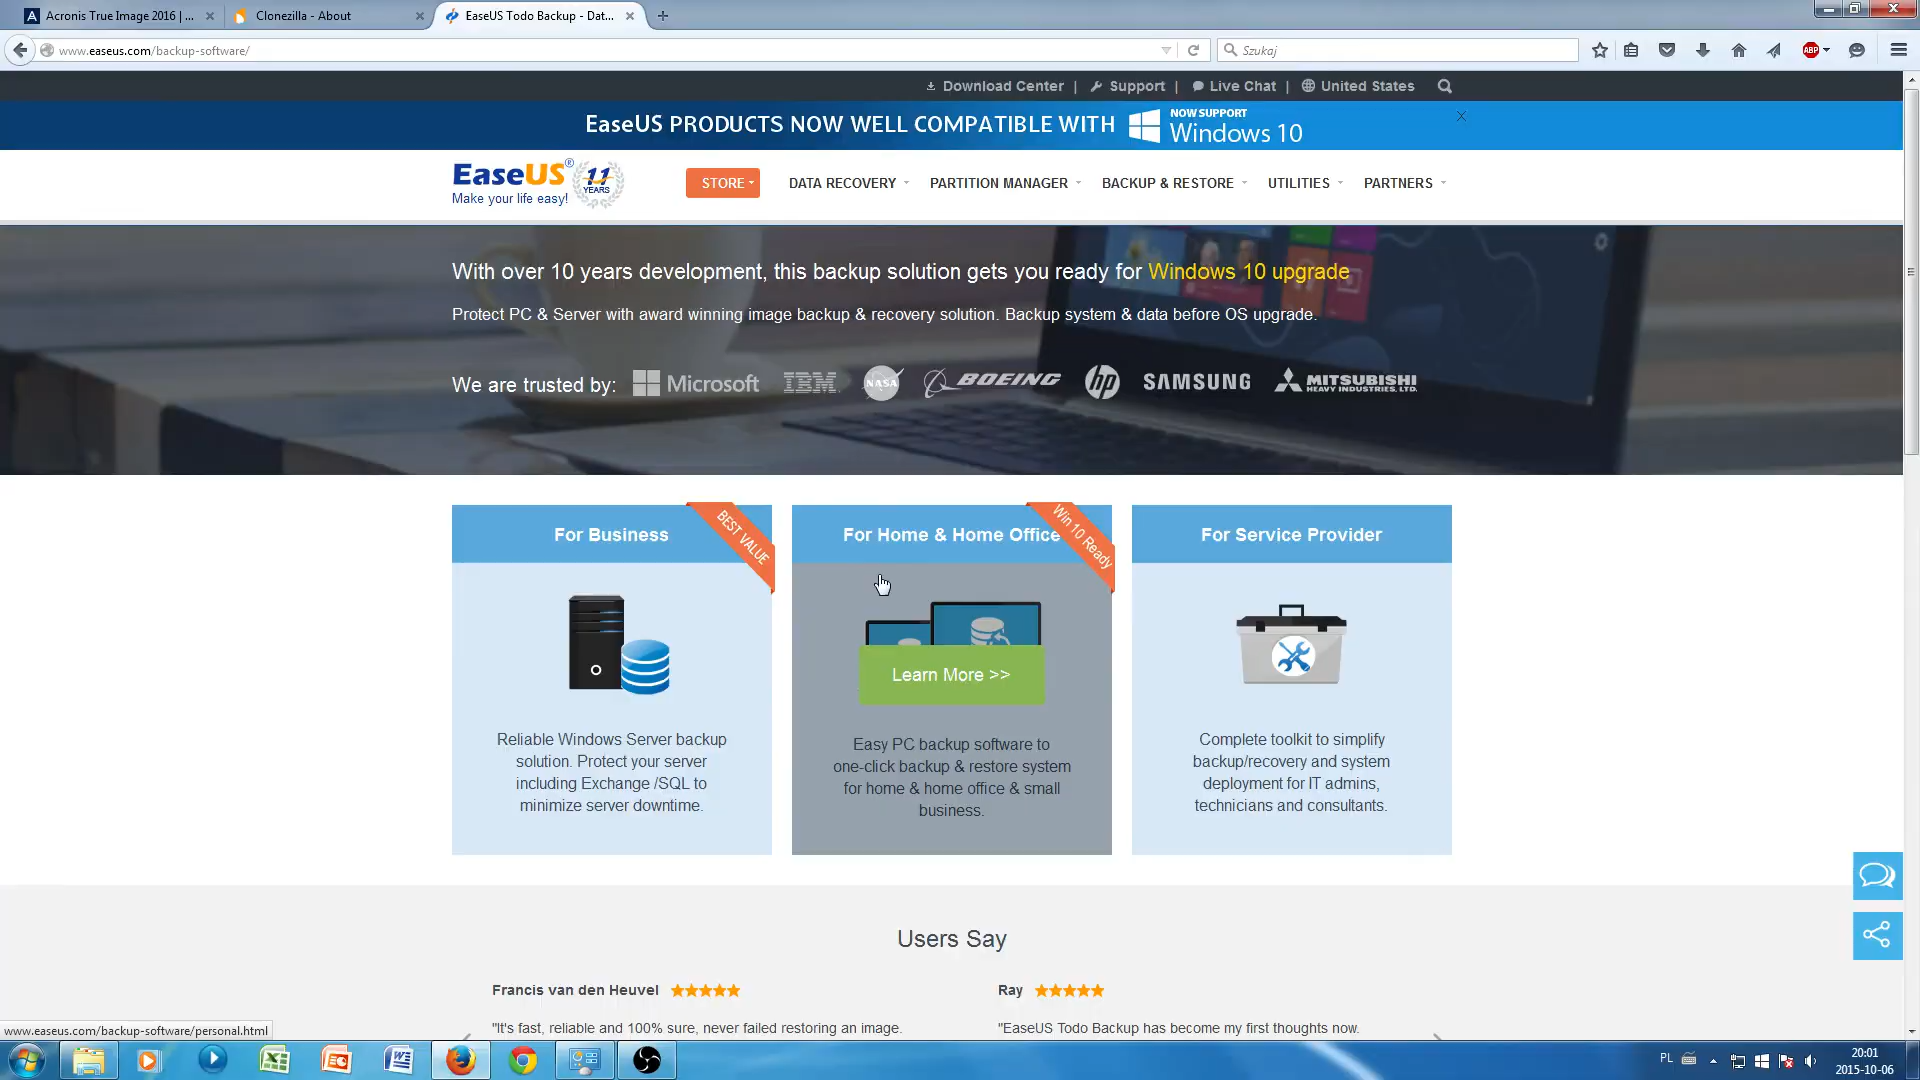 Acronis True Image 2016 | ...
Clonezilla - About
EaseUS Todo Backup - Dat...
www.easeus.com/backup-software/
Szukaj
ABP
Download Center | Support | Live Chat | United States
EaseUS PRODUCTS NOW WELL COMPATIBLE WITH
NOW SUPPORT
Windows 10
EaseUS®
Make your life easy!
11
YEARS
STORE
DATA RECOVERY
PARTITION MANAGER
BACKUP & RESTORE
UTILITIES
PARTNERS
With over 10 years development, this backup solution gets you ready for Windows 10 upgrade
Protect PC & Server with award winning image backup & recovery solution. Backup system & data before OS upgrade.
We are trusted by:
Microsoft
IBM
NASA
BOEING
hp
SAMSUNG
MITSUBISHI
HEAVY INDUSTRIES, LTD.
For Business
BEST VALUE
Reliable Windows Server backup
solution. Protect your server
including Exchange /SQL to
minimize server downtime.
For Home & Home Office
Win 10 Ready
Learn More >>
Easy PC backup software to
one-click backup & restore system
for home & home office & small
business.
For Service Provider
Complete toolkit to simplify
backup/recovery and system
deployment for IT admins,
technicians and consultants.
Users Say
Francis van den Heuvel
"It's fast, reliable and 100% sure, never failed restoring an image.
Ray
"EaseUS Todo Backup has become my first thoughts now.
www.easeus.com/backup-software/personal.html
PL
20:01
2015-10-06